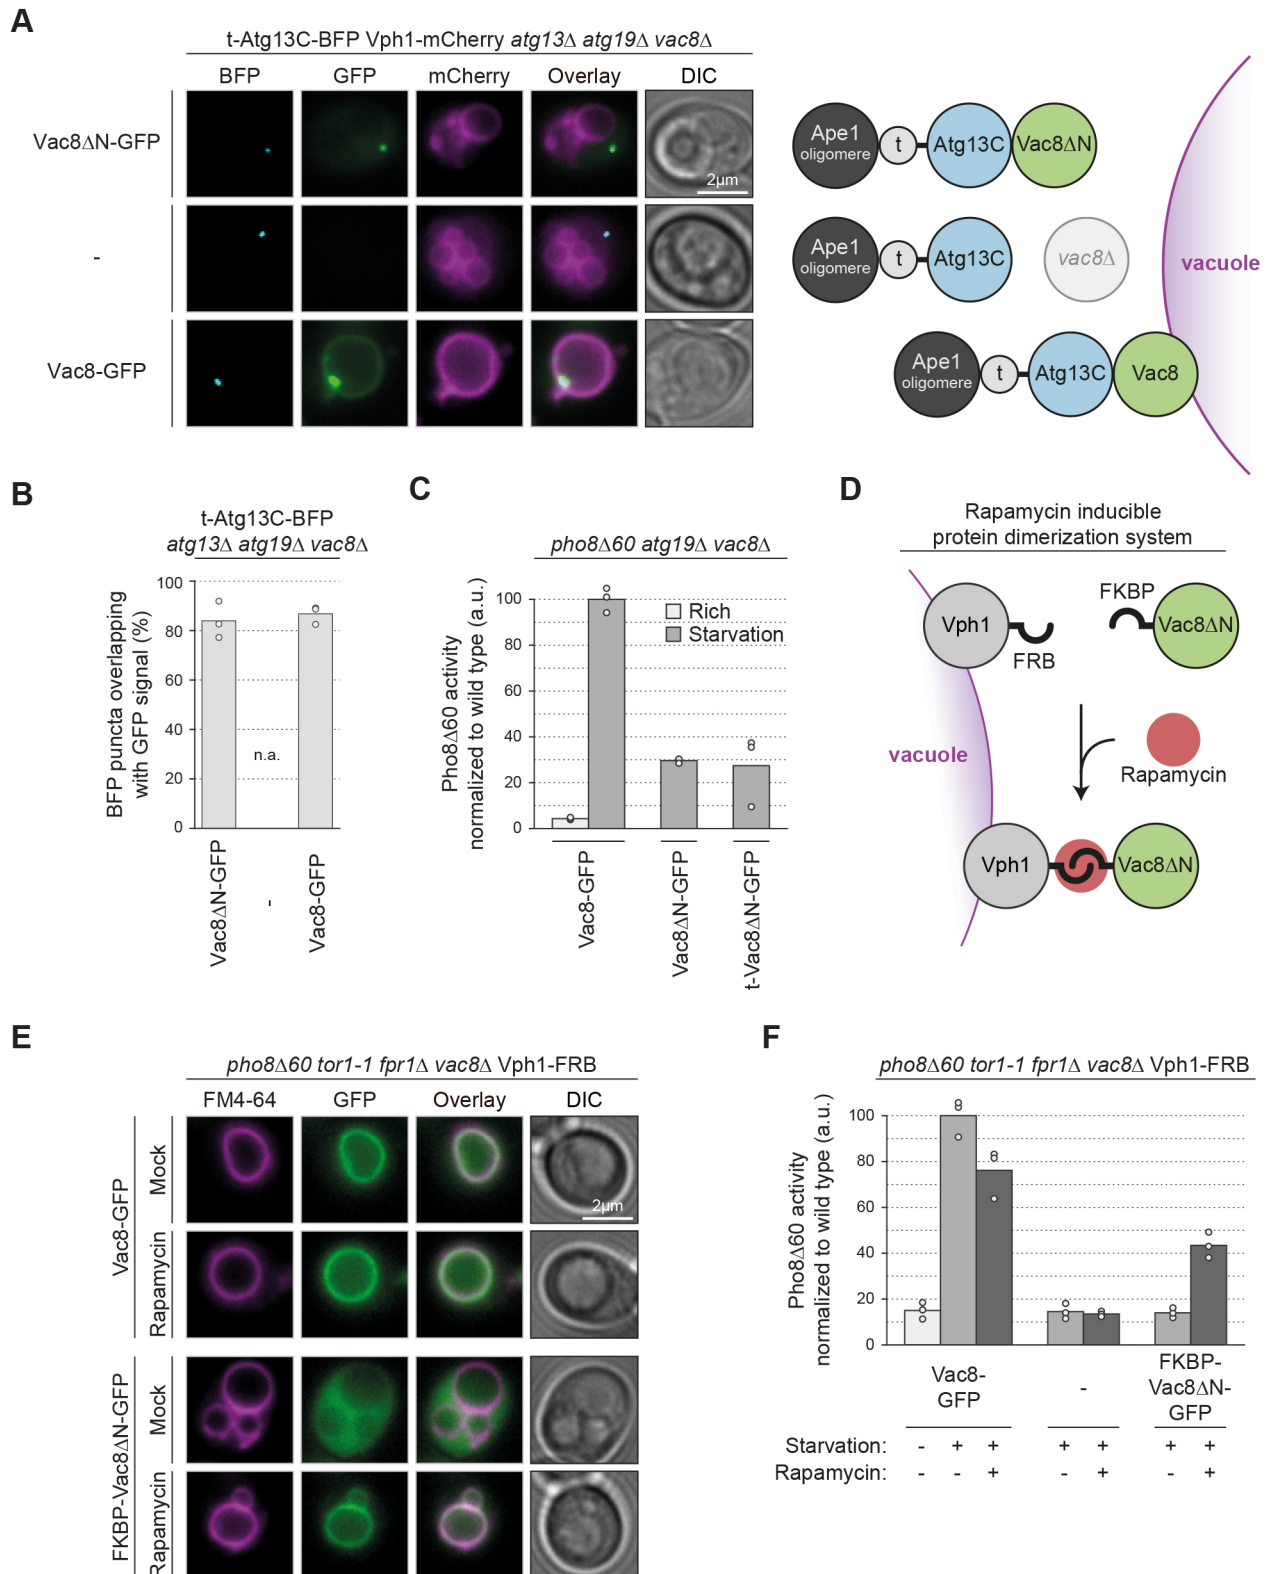 A
t-Atg13C-BFP Vph1-mCherry atg13Δ atg19Δ vac8Δ
BFP GFP mCherry Overlay DIC
Vac8ΔN-GFP
2μm
-
Vac8-GFP
Ape1
oligomere
t
Atg13C
Vac8ΔN
Ape1
oligomere
t
Atg13C
vac8Δ
vacuole
Ape1
oligomere
t
Atg13C
Vac8
B
t-Atg13C-BFP
atg13Δ atg19Δ vac8Δ
BFP puncta overlapping
with GFP signal (%)
100
80
60
40
20
0
n.a.
Vac8ΔN-GFP
-
Vac8-GFP
C
pho8Δ60 atg19Δ vac8Δ
Pho8Δ60 activity
normalized to wild type (a.u.)
100
80
60
40
20
0
Rich
Starvation
Vac8-GFP
Vac8ΔN-GFP
t-Vac8ΔN-GFP
D
Rapamycin inducible
protein dimerization system
Vph1
FRB
FKBP
Vac8ΔN
vacuole
Rapamycin
Vph1
Vac8ΔN
E
pho8Δ60 tor1-1 fpr1Δ vac8Δ Vph1-FRB
FM4-64 GFP Overlay DIC
Vac8-GFP
Mock
2μm
Rapamycin
FKBP-Vac8ΔN-GFP
Mock
Rapamycin
F
pho8Δ60 tor1-1 fpr1Δ vac8Δ Vph1-FRB
Pho8Δ60 activity
normalized to wild type (a.u.)
100
80
60
40
20
0
Vac8-
GFP
-
FKBP-
Vac8ΔN-
GFP
Starvation: - + + + + + +
Rapamycin: - - + - + - +